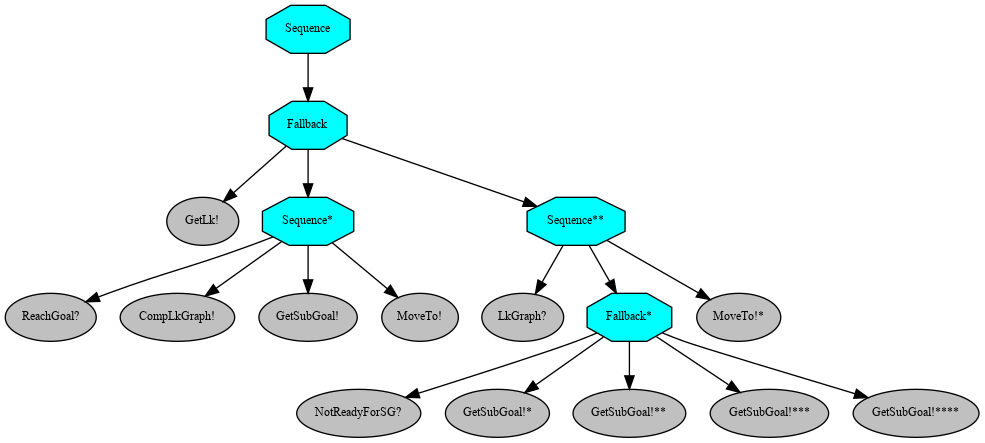 Sequence
Fallback
GetLk!
Sequence*
Sequence**
ReachGoal?
CompLkGraph!
GetSubGoal!
MoveTo!
LkGraph?
Fallback*
MoveTo!*
NotReadyForSG?
GetSubGoal!*
GetSubGoal!**
GetSubGoal!***
GetSubGoal!****